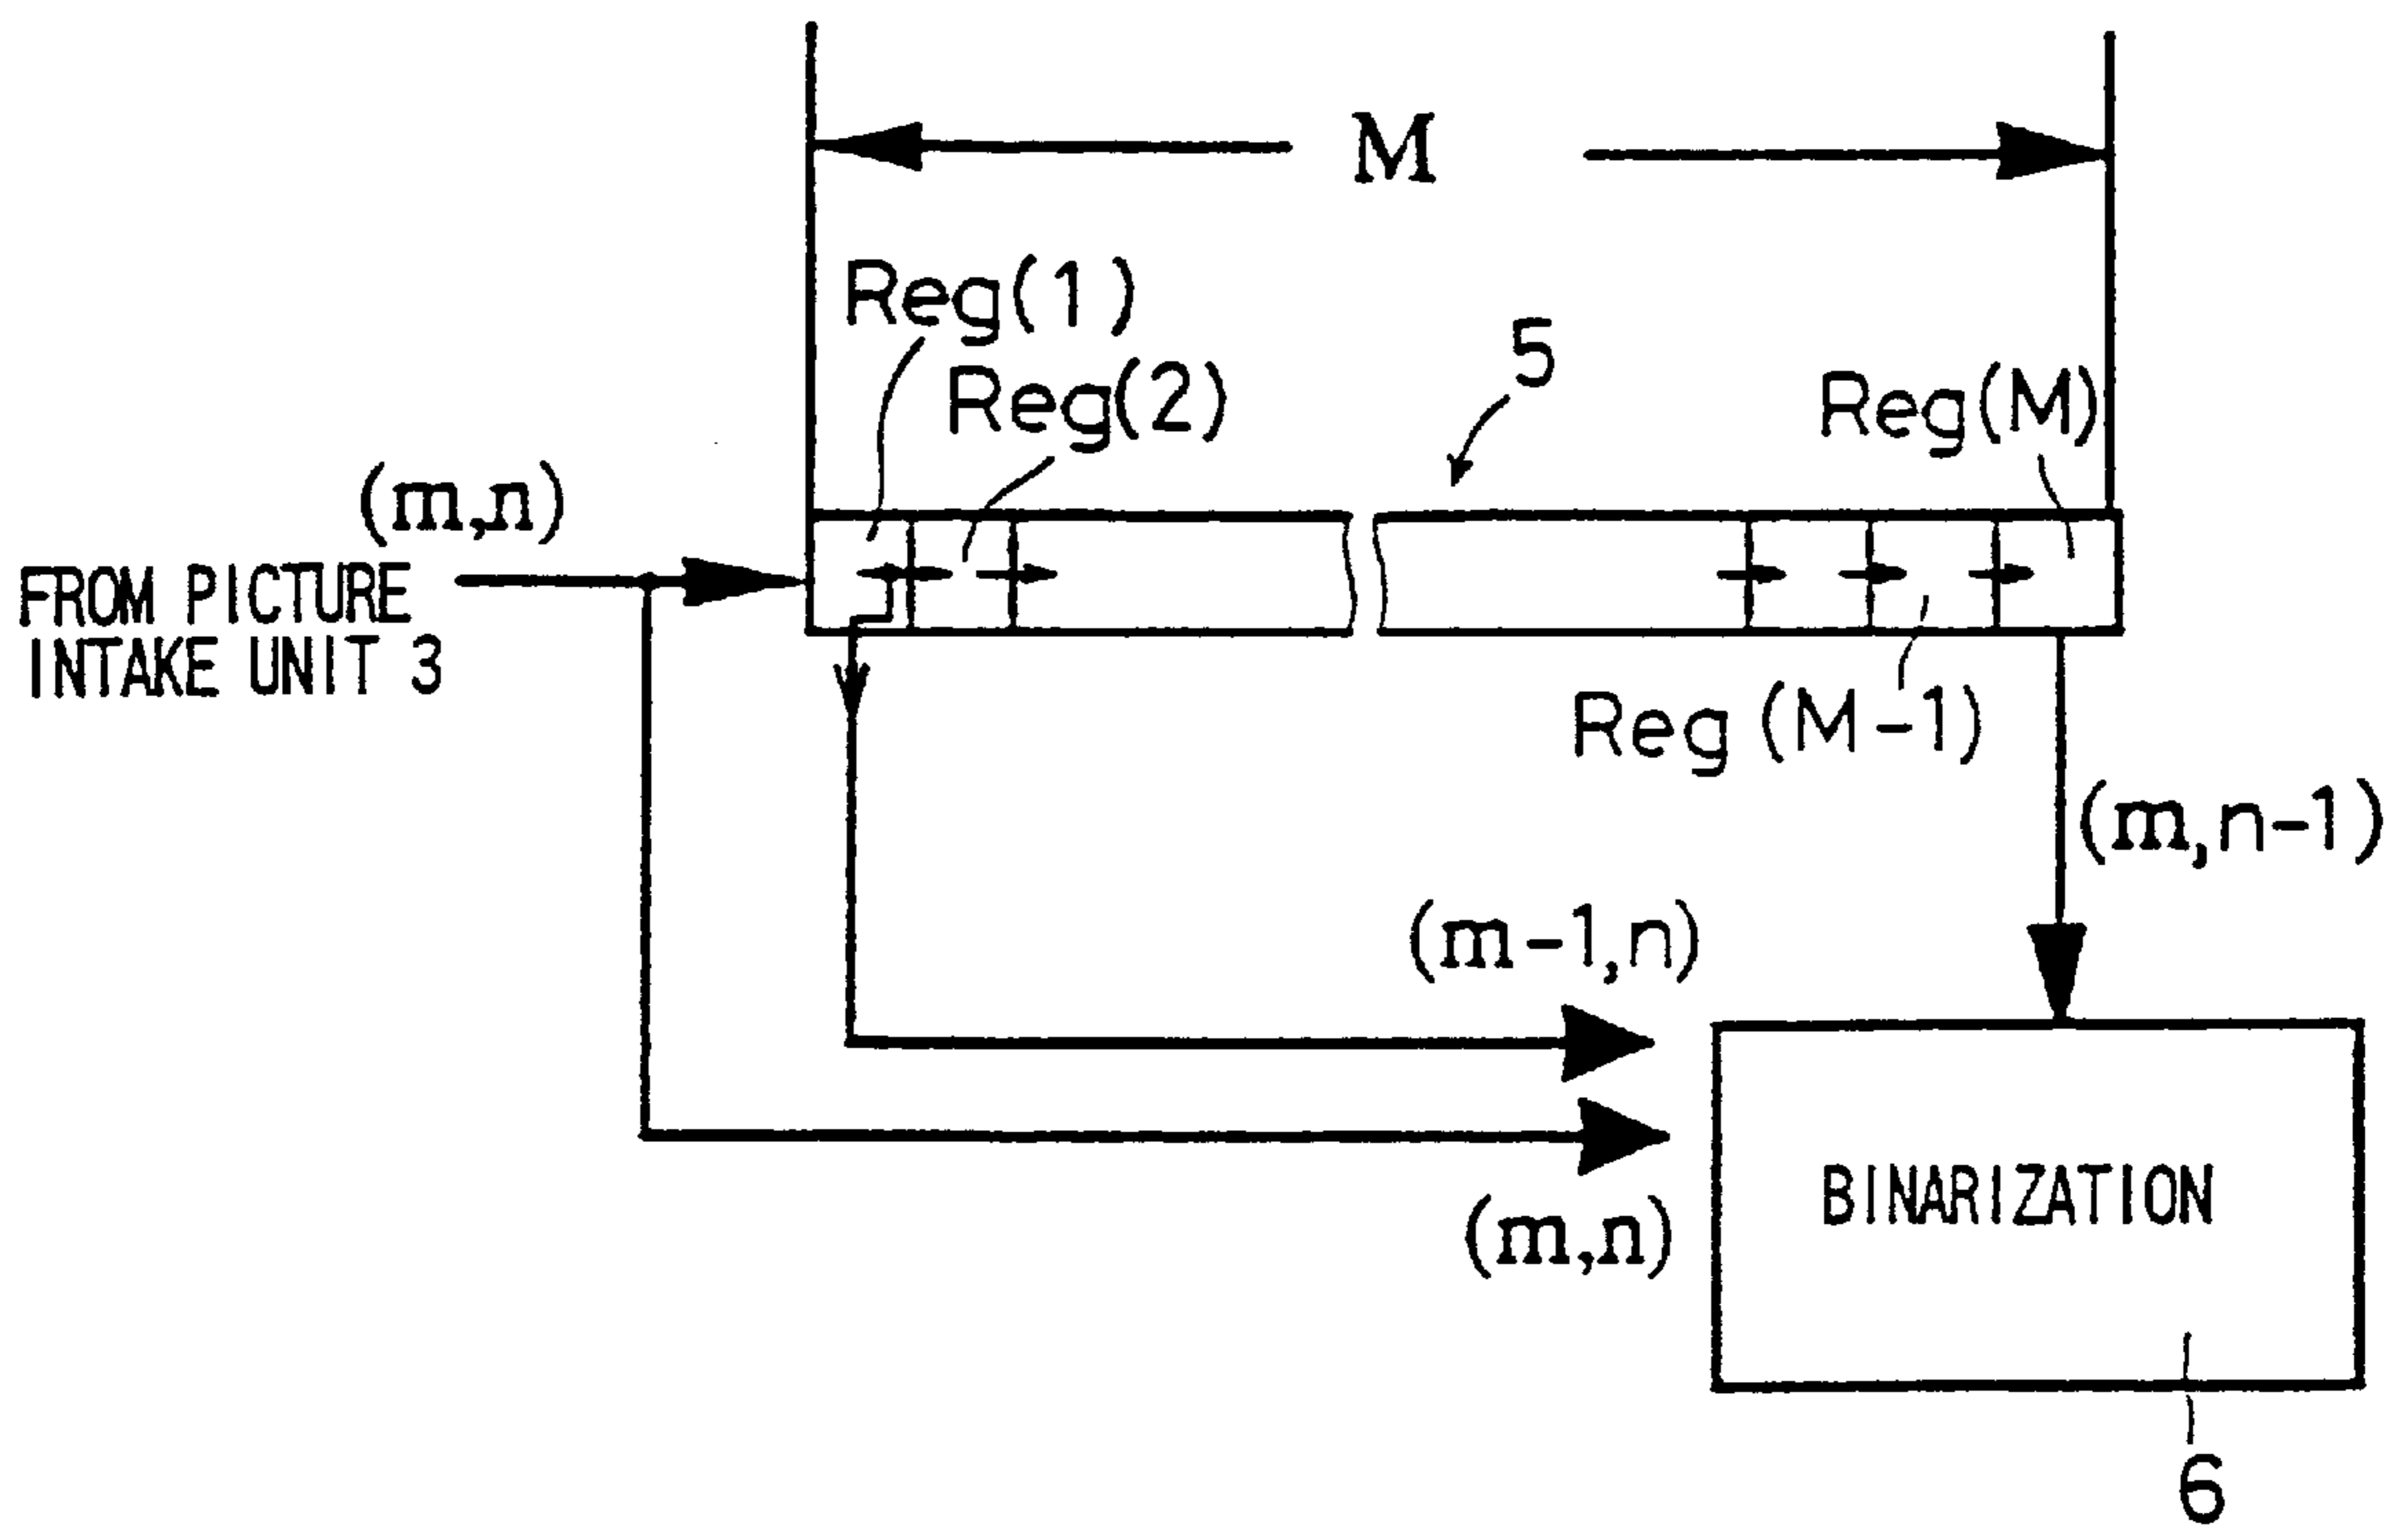 M
Reg(1)
Reg(2)
5
Reg(M)
(m,n)
FROM PICTURE
INTAKE UNIT 3
Reg (M-1)
(m,n-1)
(m-1,n)
(m,n)
BINARIZATION
6